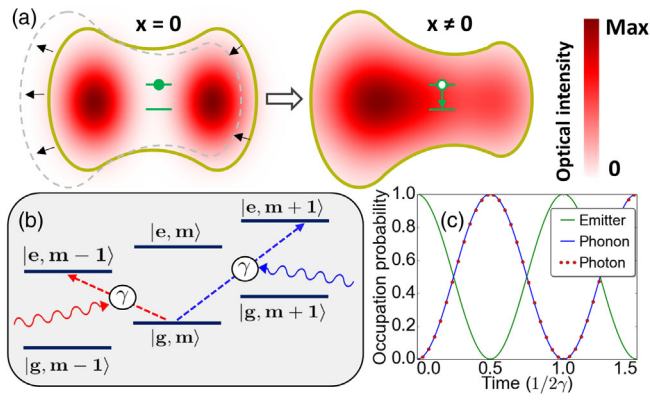 (a)
x = 0
x ≠ 0
Max
Optical intensity
0
(b)
|e, m + 1⟩
|e, m⟩
|e, m − 1⟩
γ
γ
|g, m + 1⟩
|g, m⟩
|g, m − 1⟩
(c)
Emitter
Phonon
Photon
Occupation probability
1.0
0.8
0.6
0.4
0.2
0.0
0.0 0.5 1.0 1.5
Time (1/2γ)